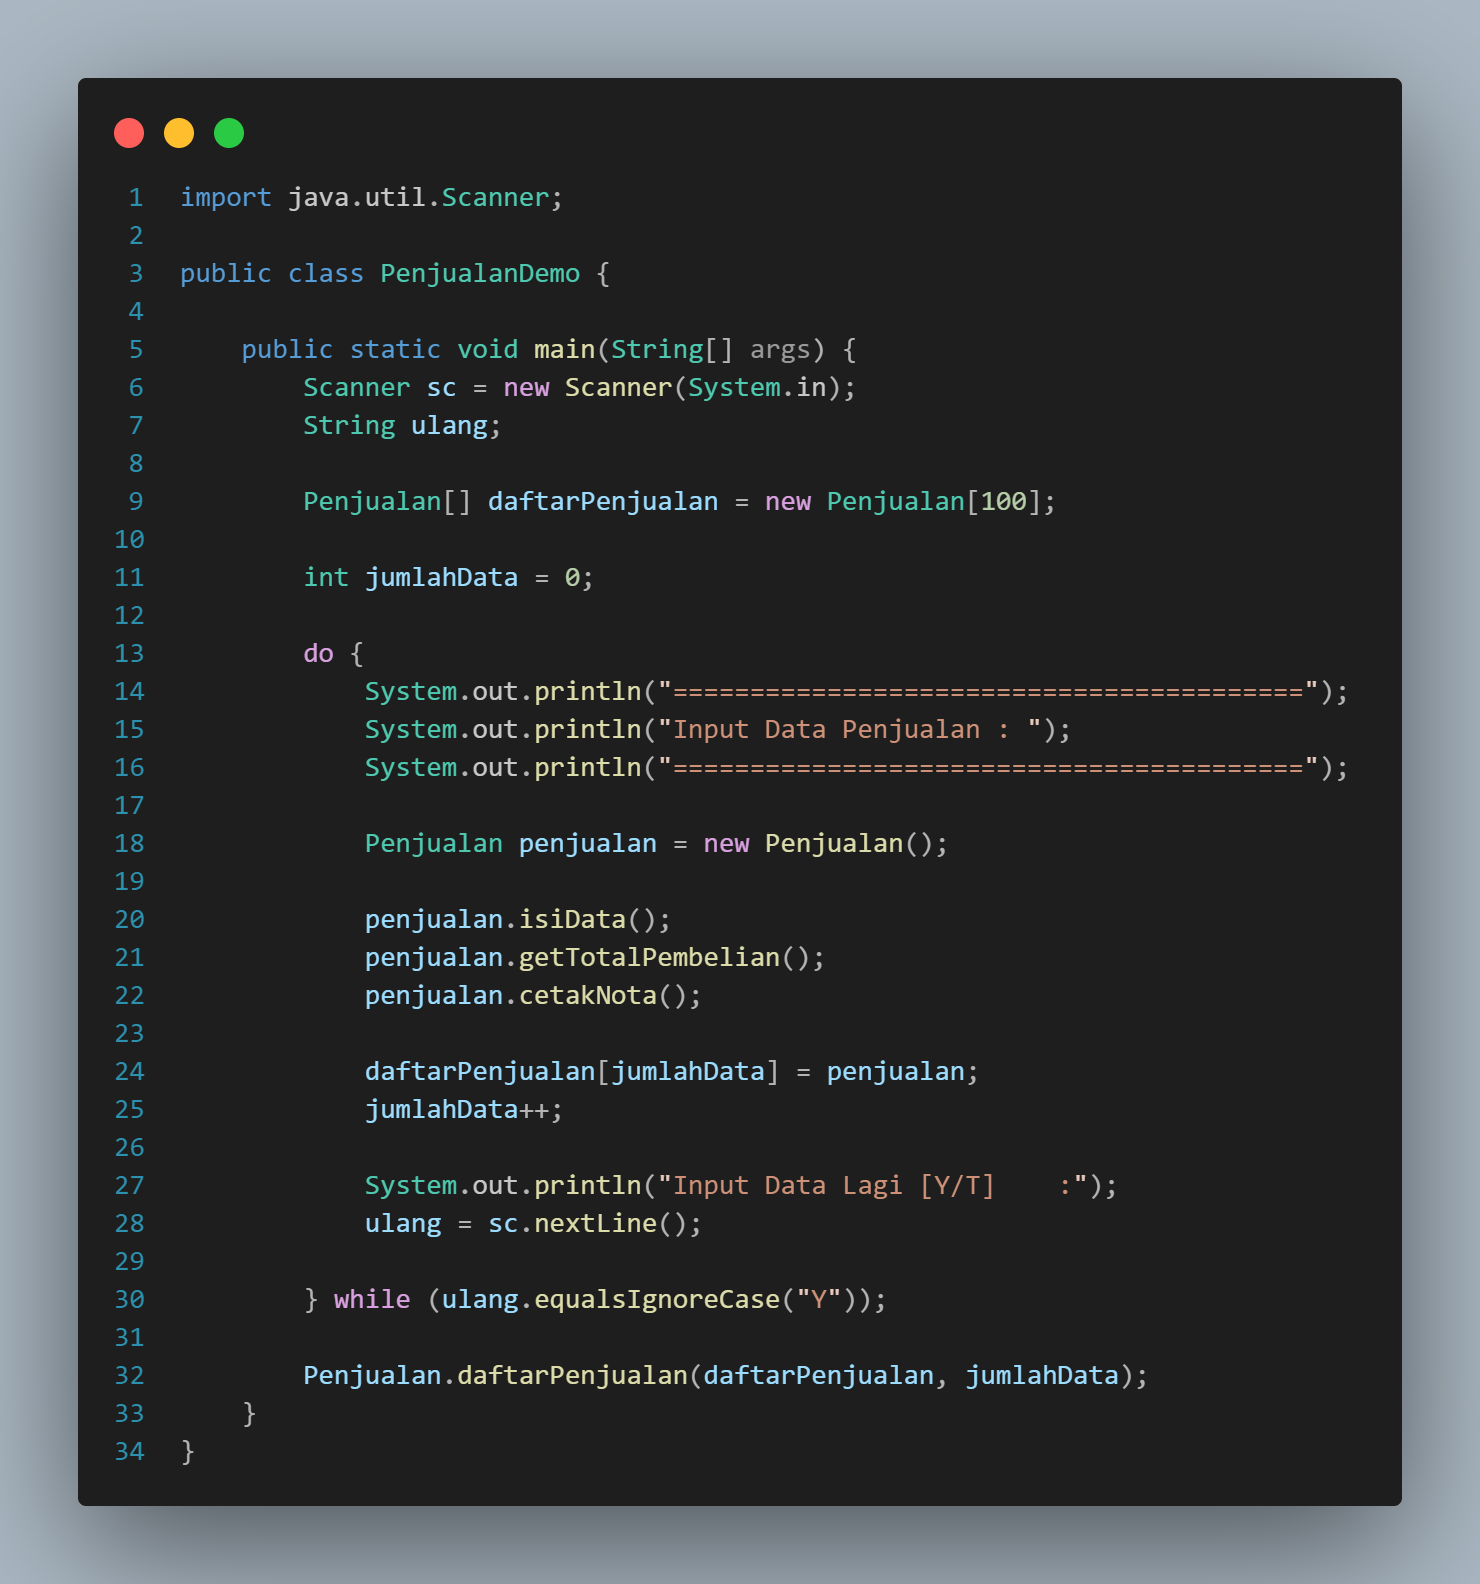 1 import java.util.Scanner;
2
3 public class PenjualanDemo {
4
5     public static void main(String[] args) {
6         Scanner sc = new Scanner(System.in);
7         String ulang;
8
9         Penjualan[] daftarPenjualan = new Penjualan[100];
10
11         int jumlahData = 0;
12
13         do {
14             System.out.println("=========================================");
15             System.out.println("Input Data Penjualan : ");
16             System.out.println("=========================================");
17
18             Penjualan penjualan = new Penjualan();
19
20             penjualan.isiData();
21             penjualan.getTotalPembelian();
22             penjualan.cetakNota();
23
24             daftarPenjualan[jumlahData] = penjualan;
25             jumlahData++;
26
27             System.out.println("Input Data Lagi [Y/T]    :");
28             ulang = sc.nextLine();
29
30         } while (ulang.equalsIgnoreCase("Y"));
31
32         Penjualan.daftarPenjualan(daftarPenjualan, jumlahData);
33     }
34 }